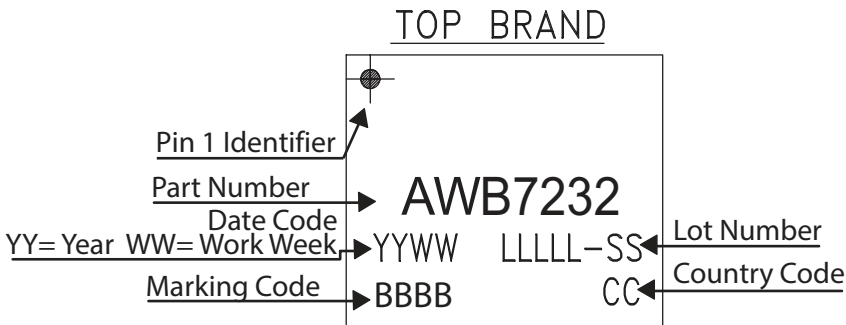 TOP BRAND
Pin 1 Identifier
Part Number
AWB7232
Date Code
YY= Year WW= Work Week
YYWW LLLLL-SS
Lot Number
Marking Code
BBBB
CC
Country Code